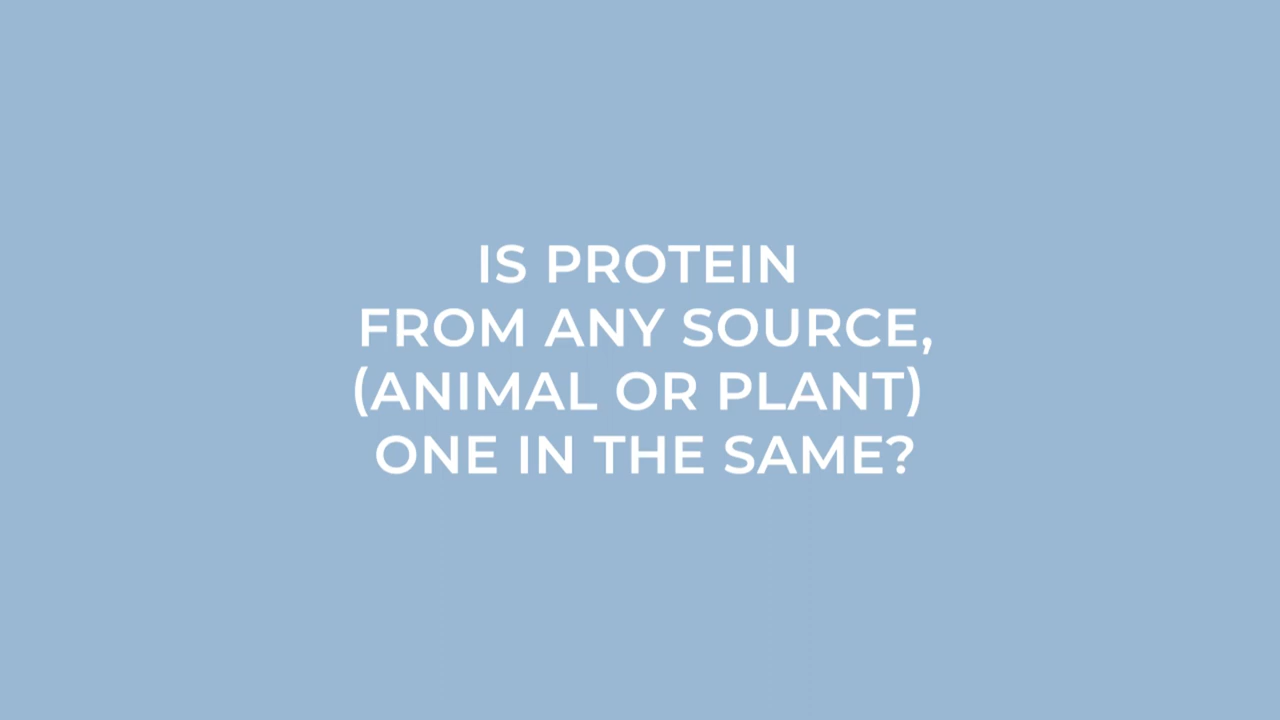 IS PROTEIN
FROM ANY SOURCE,
(ANIMAL OR PLANT)
ONE IN THE SAME?